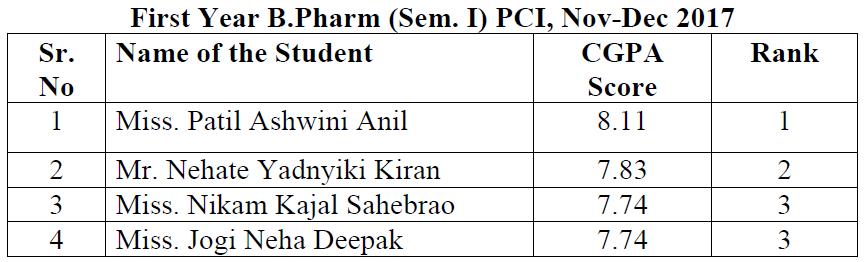 First Year B.Pharm (Sem. I) PCI, Nov-Dec 2017
Sr. No Name of the Student CGPA Score Rank
1 Miss. Patil Ashwini Anil 8.11 1
2 Mr. Nehate Yadnyiki Kiran 7.83 2
3 Miss. Nikam Kajal Sahebrao 7.74 3
4 Miss. Jogi Neha Deepak 7.74 3